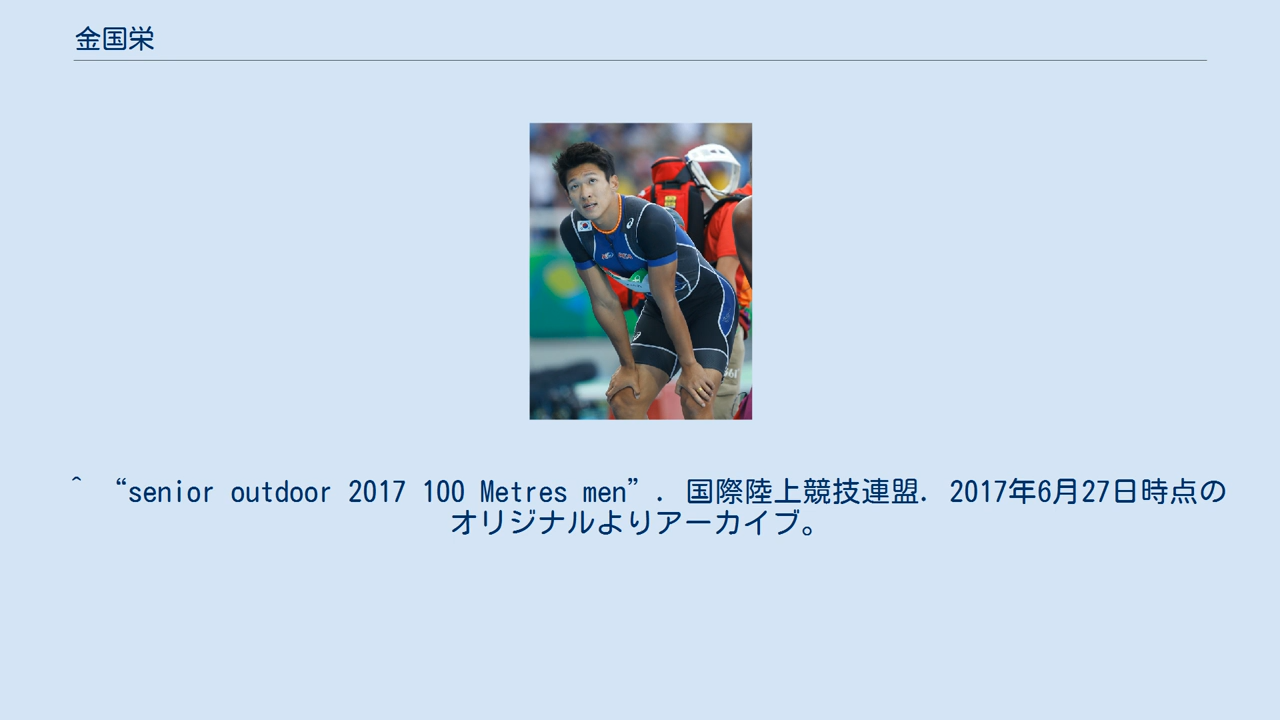 金国栄
^ “senior outdoor 2017 100 Metres men”. 国際陸上競技連盟. 2017年6月27日時点の
オリジナルよりアーカイブ。